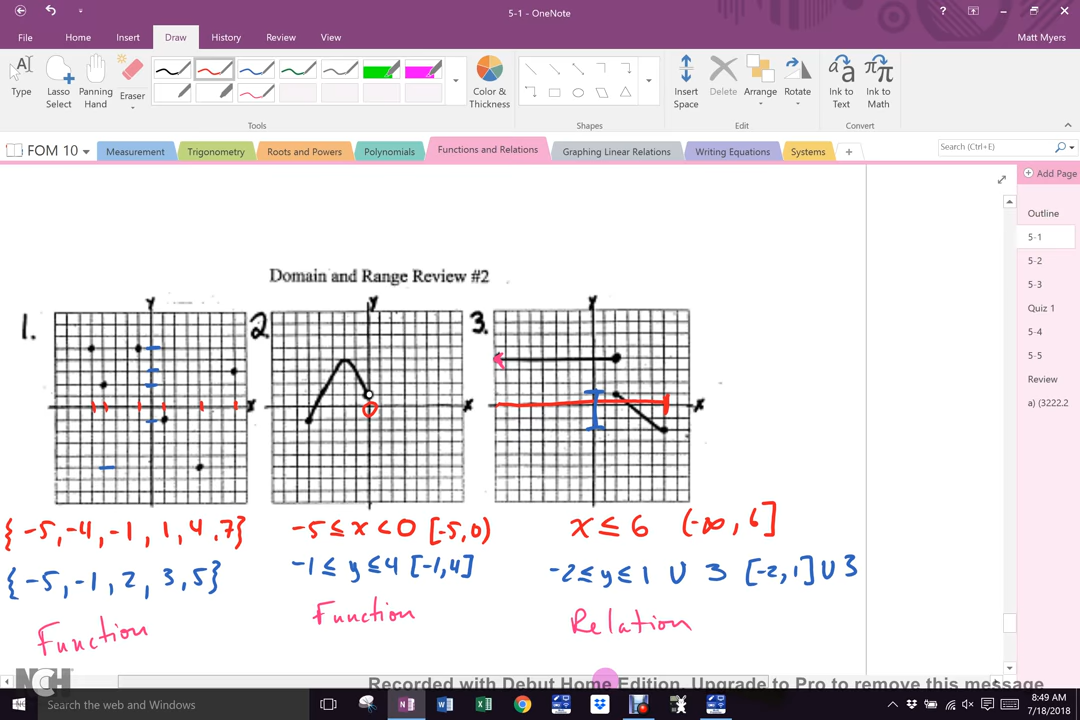 5-1 - OneNote
Matt Myers
File Home Insert Draw History Review View
Type
Lasso Select
Panning Hand
Eraser
Color & Thickness
Insert Space
Delete
Arrange
Rotate
Ink to Text
Ink to Math
Tools Shapes Edit Convert
FOM 10 Measurement Trigonometry Roots and Powers Polynomials Functions and Relations Graphing Linear Relations Writing Equations Systems
Search (Ctrl+E)
Add Page
Outline
5-1
5-2
5-3
Quiz 1
5-4
5-5
Review
a) (3222.2
Domain and Range Review #2
1. Y X
2. Y X
3. Y X
{-5, -4, -1, 1, 4, 7} -5 ≤ x < 0 [-5, 0) x ≤ 6 (-∞, 6]
{-5, -1, 2, 3, 5} -1 ≤ y ≤ 4 [-1, 4] -2 ≤ y ≤ 1 U 3 [-2, 1] U 3
Function Function Relation
NCH
Recorded with Debut Home Edition. Upgrade to Pro to remove this message
Search the web and Windows
8:49 AM
7/18/2018